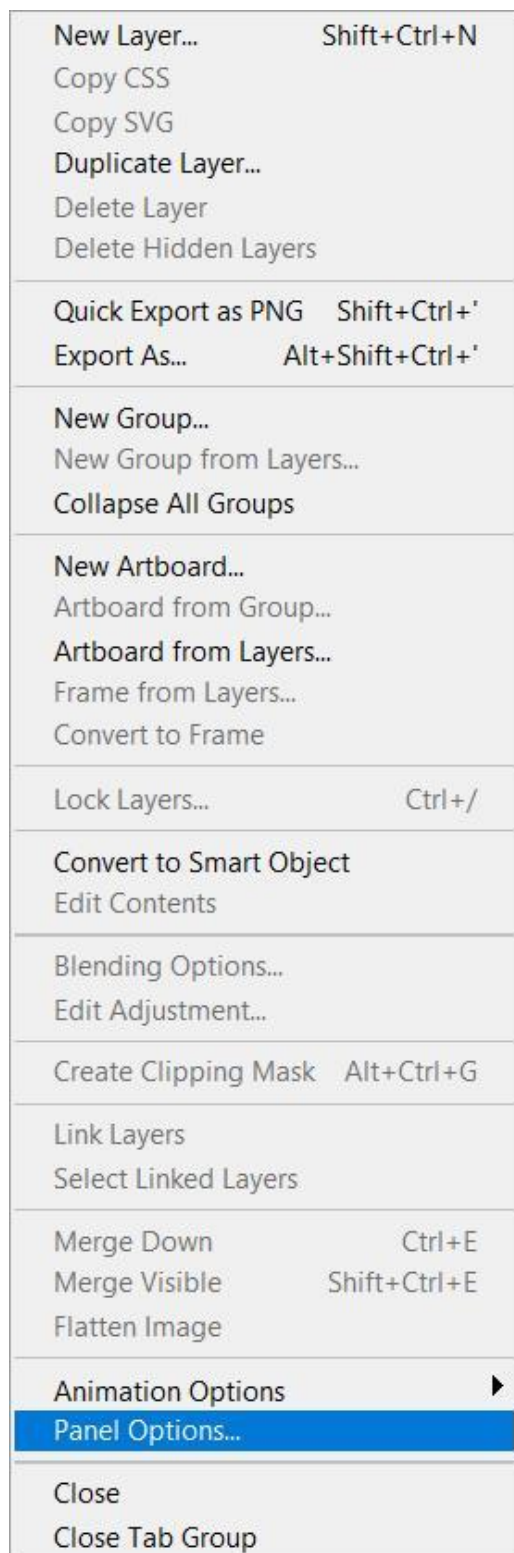 New Layer... Shift+Ctrl+N
Copy CSS
Copy SVG
Duplicate Layer...
Delete Layer
Delete Hidden Layers
Quick Export as PNG Shift+Ctrl+'
Export As... Alt+Shift+Ctrl+'
New Group...
New Group from Layers...
Collapse All Groups
New Artboard...
Artboard from Group...
Artboard from Layers...
Frame from Layers...
Convert to Frame
Lock Layers... Ctrl+/
Convert to Smart Object
Edit Contents
Blending Options...
Edit Adjustment...
Create Clipping Mask Alt+Ctrl+G
Link Layers
Select Linked Layers
Merge Down Ctrl+E
Merge Visible Shift+Ctrl+E
Flatten Image
Animation Options
Panel Options...
Close
Close Tab Group